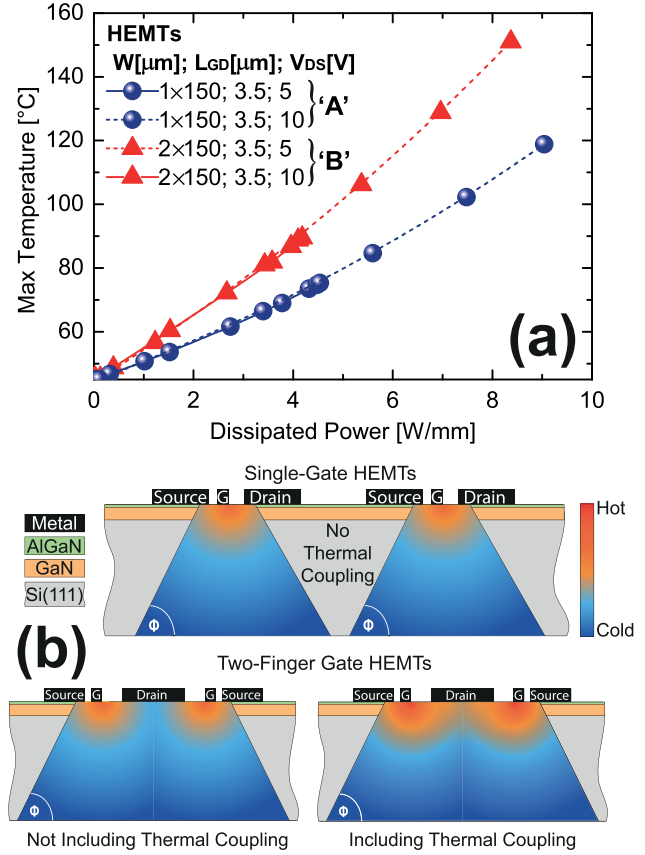 160
140
120
100
80
60
Max Temperature [°C]
HEMTs
W[μm]; LGD[μm]; VDS[V]
1×150; 3.5; 5
1×150; 3.5; 10
'A'
2×150; 3.5; 5
2×150; 3.5; 10
'B'
(a)
0 2 4 6 8 10
Dissipated Power [W/mm]
Single-Gate HEMTs
Source G Drain Source G Drain
Metal
AlGaN
GaN
Si(111)
No
Thermal
Coupling
Φ Φ
Hot
Cold
(b)
Two-Finger Gate HEMTs
Source G Drain G Source Source G Drain G Source
Φ Φ
Not Including Thermal Coupling Including Thermal Coupling